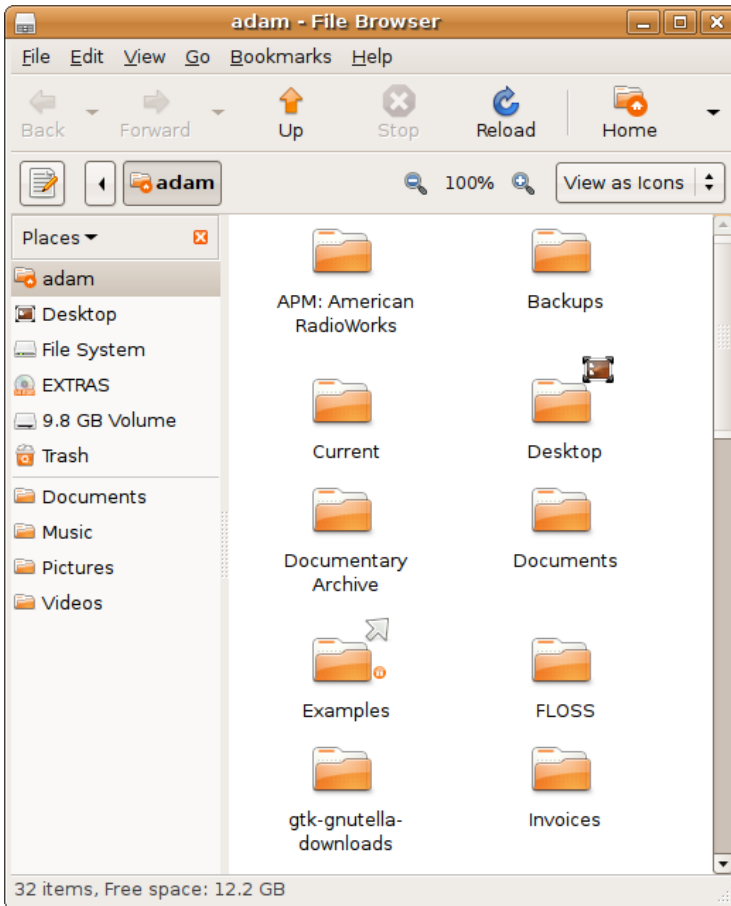 adam - File Browser
File Edit View Go Bookmarks Help
Back Forward Up Stop Reload Home
adam 100% View as Icons
Places
adam
Desktop
File System
EXTRAS
9.8 GB Volume
Trash
Documents
Music
Pictures
Videos
APM: American
RadioWorks
Backups
Current
Desktop
Documentary
Archive
Documents
Examples
FLOSS
gtk-gnutella-
downloads
Invoices
32 items, Free space: 12.2 GB